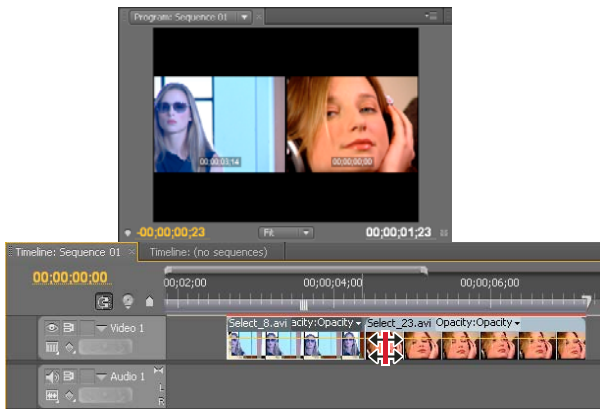 Program: Sequence 01
00;00;03;14
00;00;00;00
-00;00;00;23
Fit
00;00;01;23
Timeline: Sequence 01
Timeline: (no sequences)
00;00;00;00
00;02;00
00;00;04;00
00;00;06;00
Video 1
Select_8.avi acity:Opacity
Select_23.avi Opacity:Opacity
Audio 1
L
R